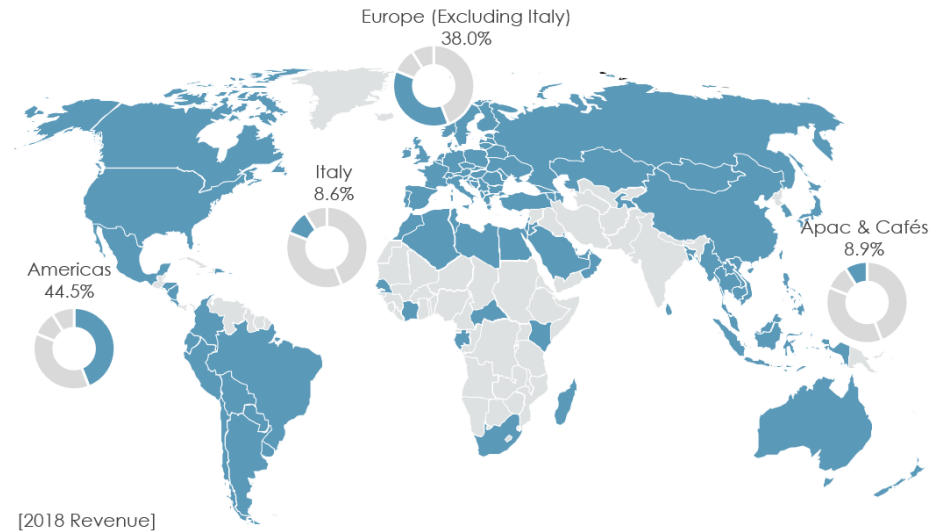 Europe (Excluding Italy)
38.0%
Italy
8.6%
Apac & Cafés
8.9%
Americas
44.5%
[2018 Revenue]